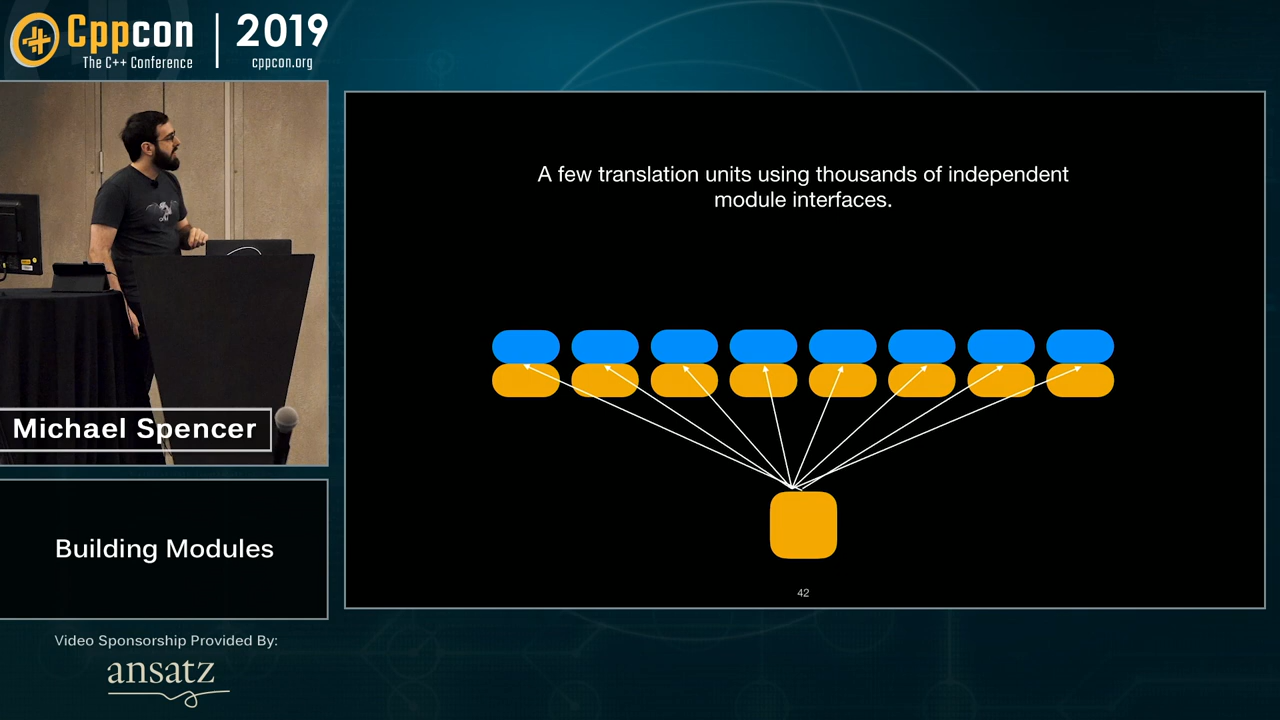 Cppcon
The C++ Conference
2019
cppcon.org
A few translation units using thousands of independent
module interfaces.
42
Michael Spencer
Building Modules
Video Sponsorship Provided By:
ansatz